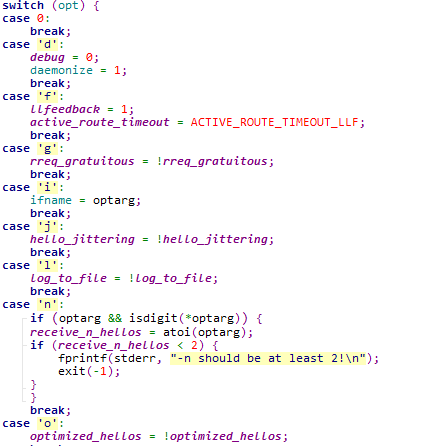 switch (opt) {
case 0:
break;
case 'd':
debug = 0;
daemonize = 1;
break;
case 'f':
llfeedback = 1;
active_route_timeout = ACTIVE_ROUTE_TIMEOUT_LLF;
break;
case 'g':
rreq_gratuitous = !rreq_gratuitous;
break;
case 'i':
ifname = optarg;
break;
case 'j':
hello_jittering = !hello_jittering;
break;
case 'l':
log_to_file = !log_to_file;
break;
case 'n':
if (optarg && isdigit(*optarg)) {
receive_n_hellos = atoi(optarg);
if (receive_n_hellos < 2) {
fprintf(stderr, "-n should be at least 2!\n");
exit(-1);
}
}
break;
case 'o':
optimized_hellos = !optimized_hellos;